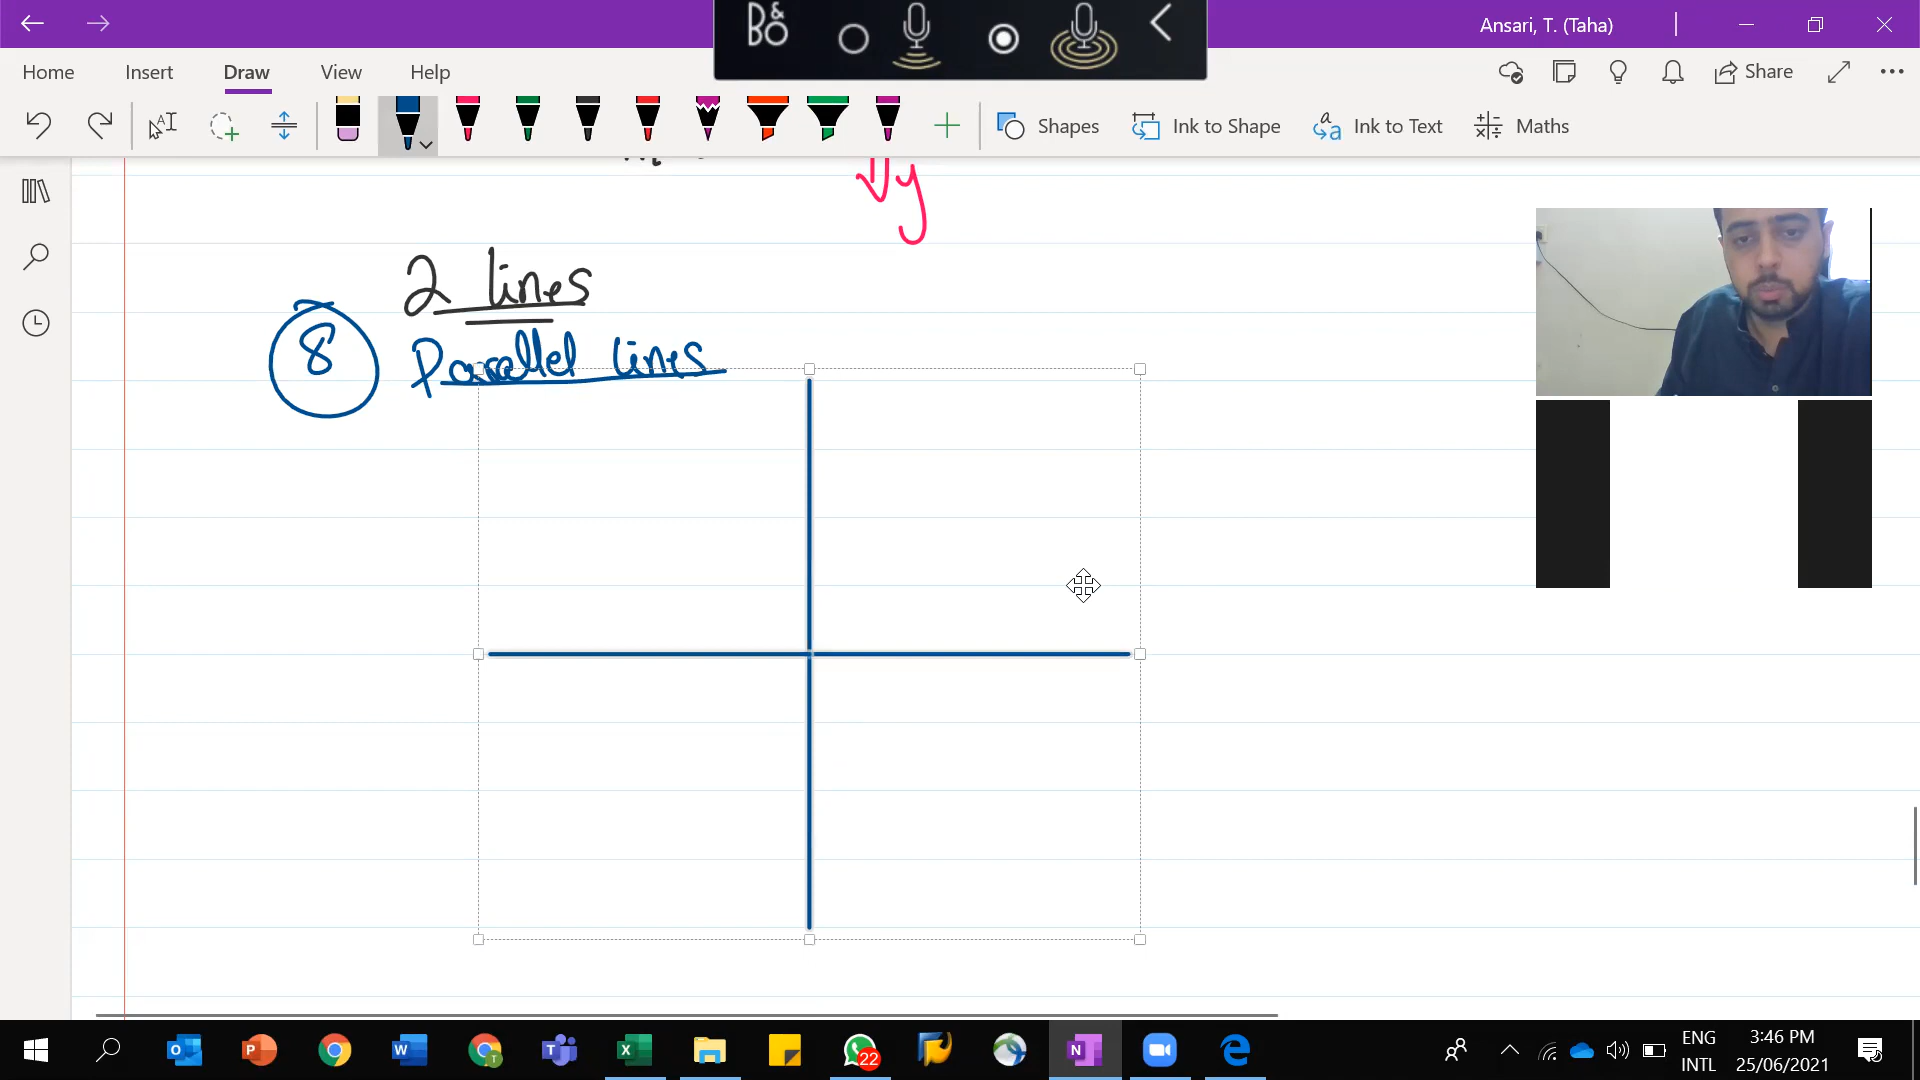 B&O
Ansari, T. (Taha)
Home Insert Draw View Help
Share
Shapes Ink to Shape Ink to Text Maths
y
2 lines
8 Parallel lines
22
ENG
INTL
3:46 PM
25/06/2021